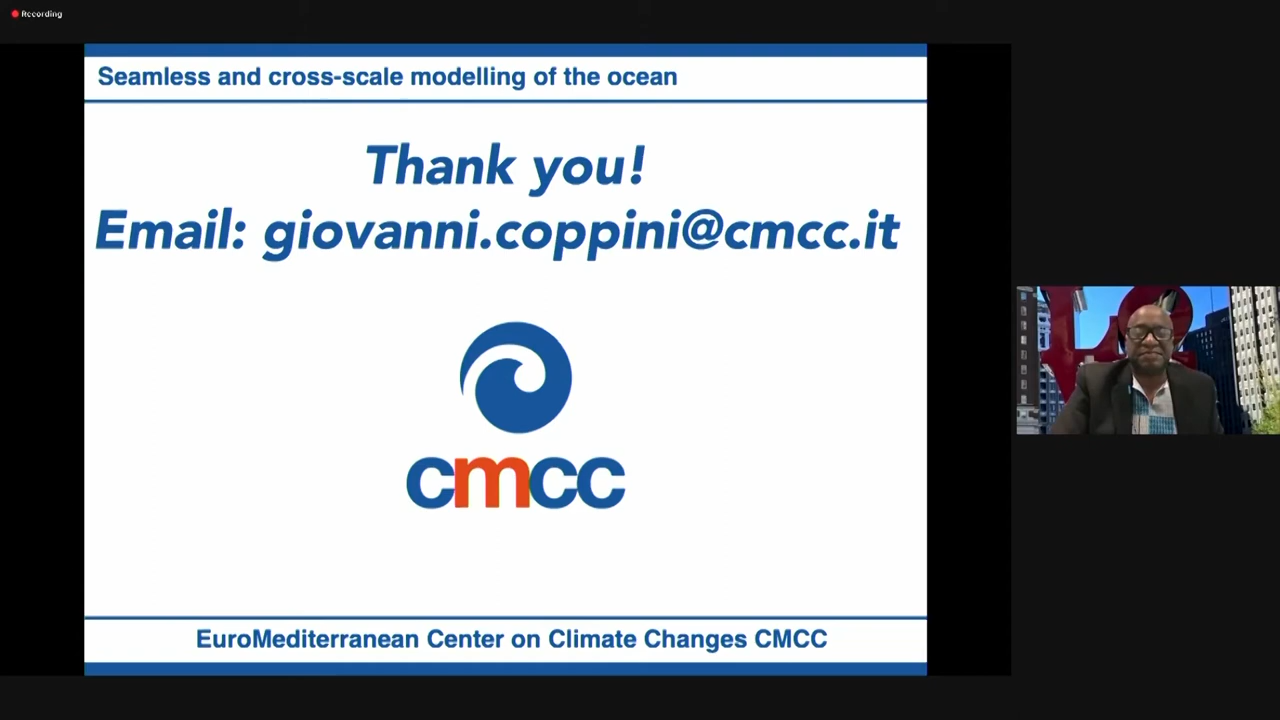 Recording
Seamless and cross-scale modelling of the ocean
Thank you!
Email: giovanni.coppini@cmcc.it
cmcc
EuroMediterranean Center on Climate Changes CMCC